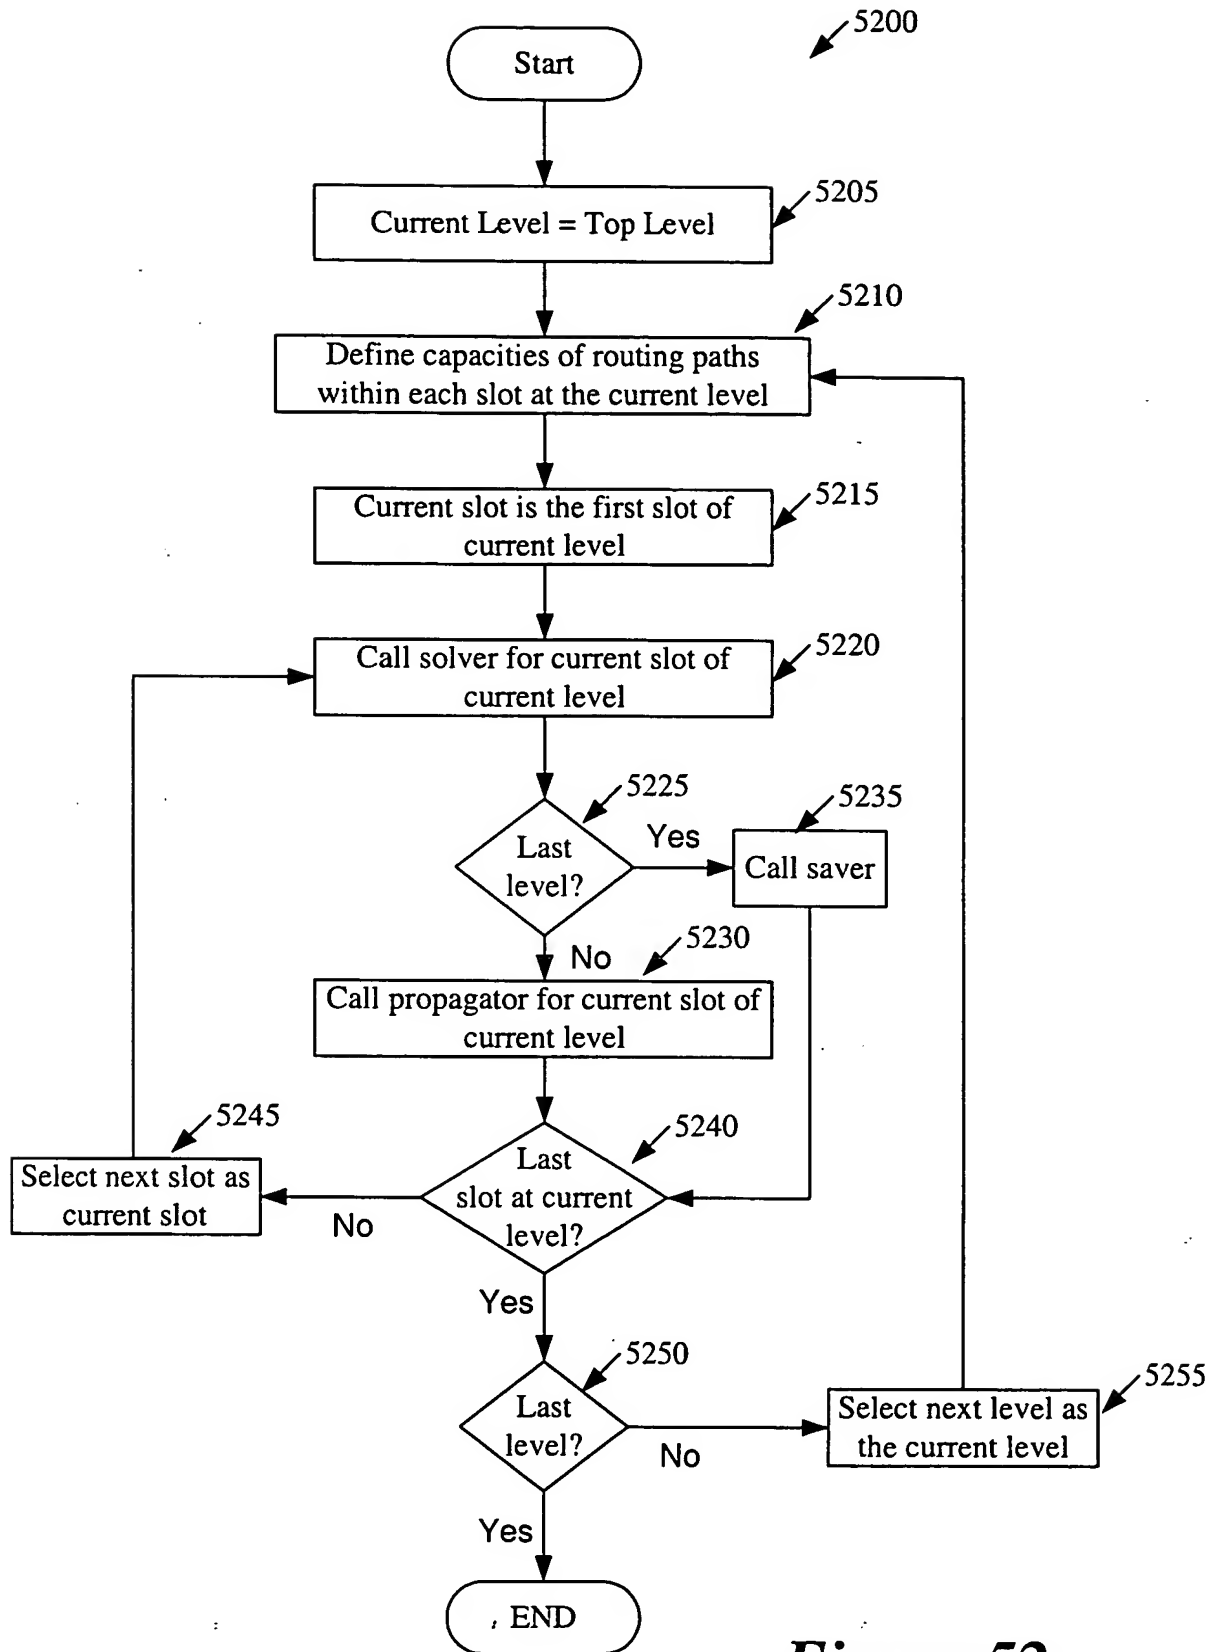 5200
Start
5205
Current Level = Top Level
5210
Define capacities of routing paths
within each slot at the current level
5215
Current slot is the first slot of
current level
5220
Call solver for current slot of
current level
5225
Last
level?
Yes
5235
Call saver
No
5230
Call propagator for current slot of
current level
5245
Select next slot as
current slot
No
5240
Last
slot at current
level?
Yes
5250
Last
level?
No
5255
Select next level as
the current level
Yes
END